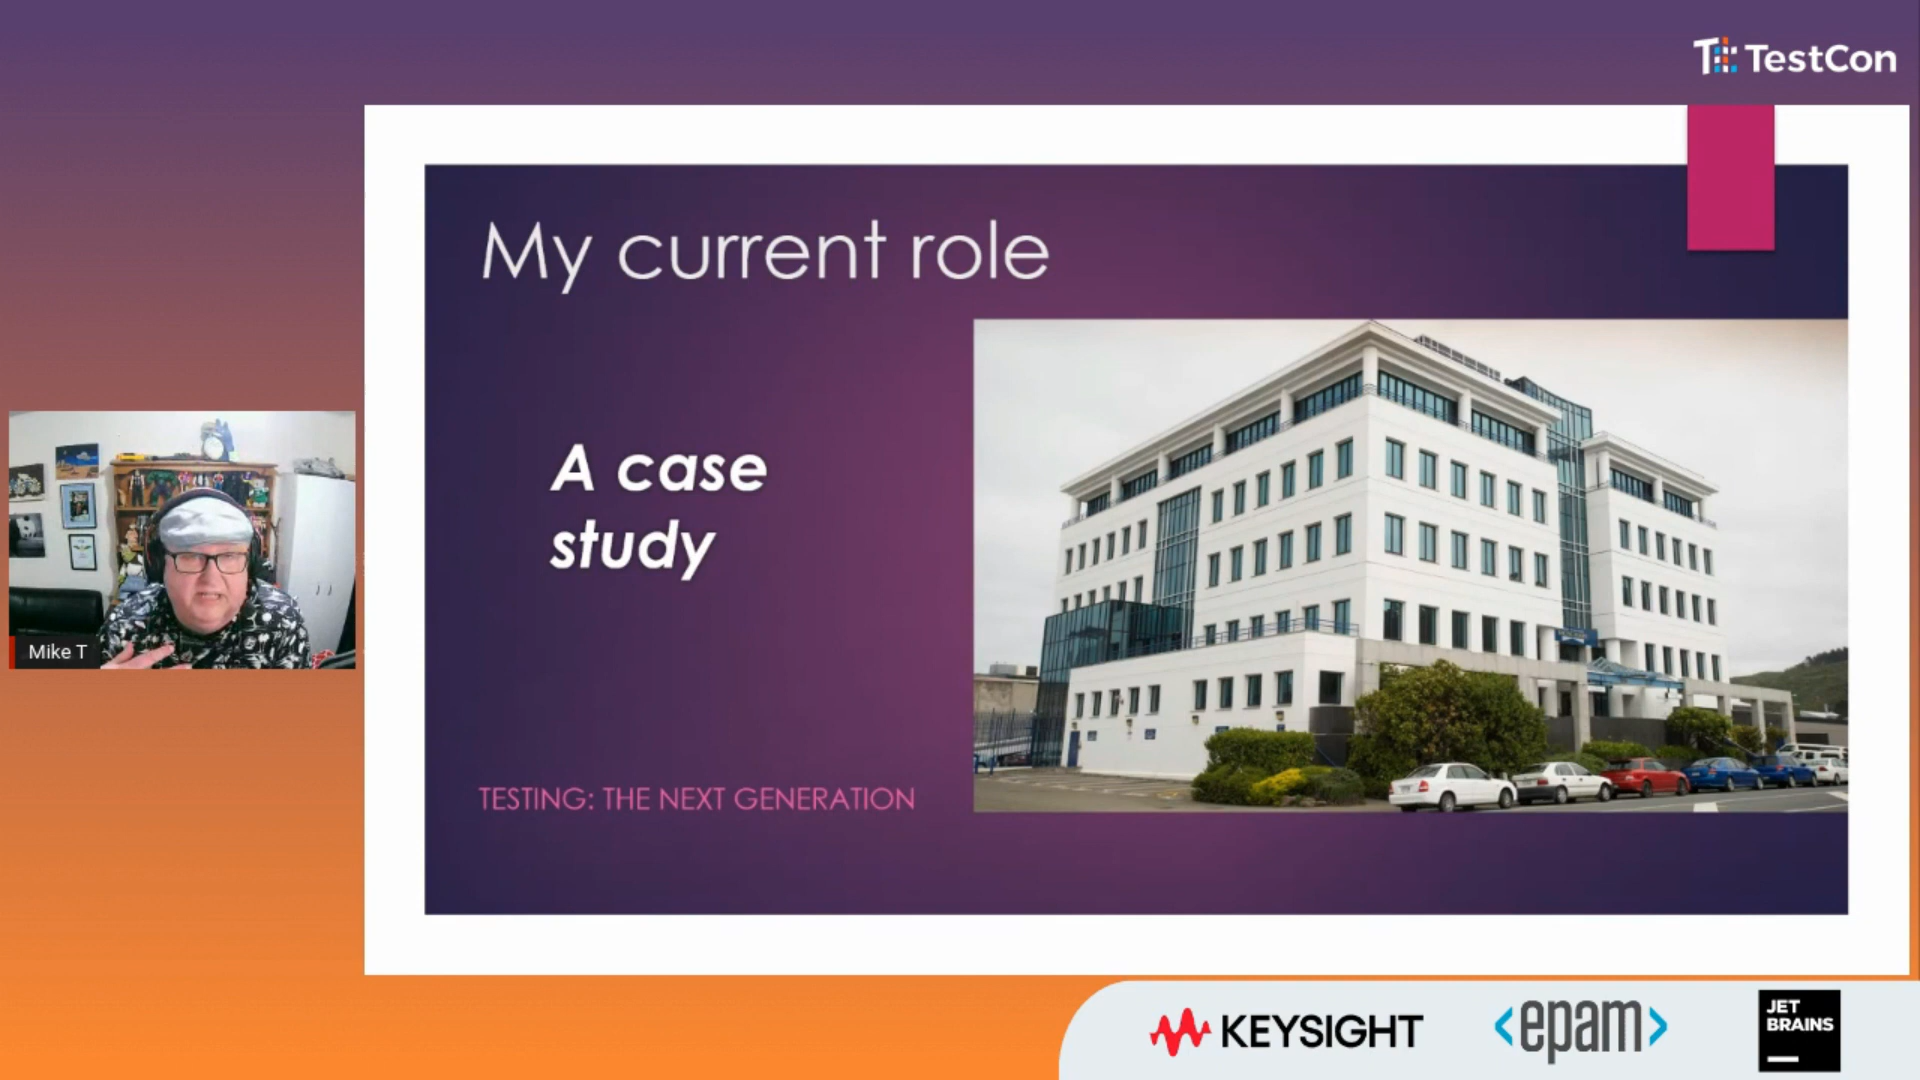 TestCon
My current role
A case
study
TESTING: THE NEXT GENERATION
Mike T
KEYSIGHT
<epam>
JET
BRAINS